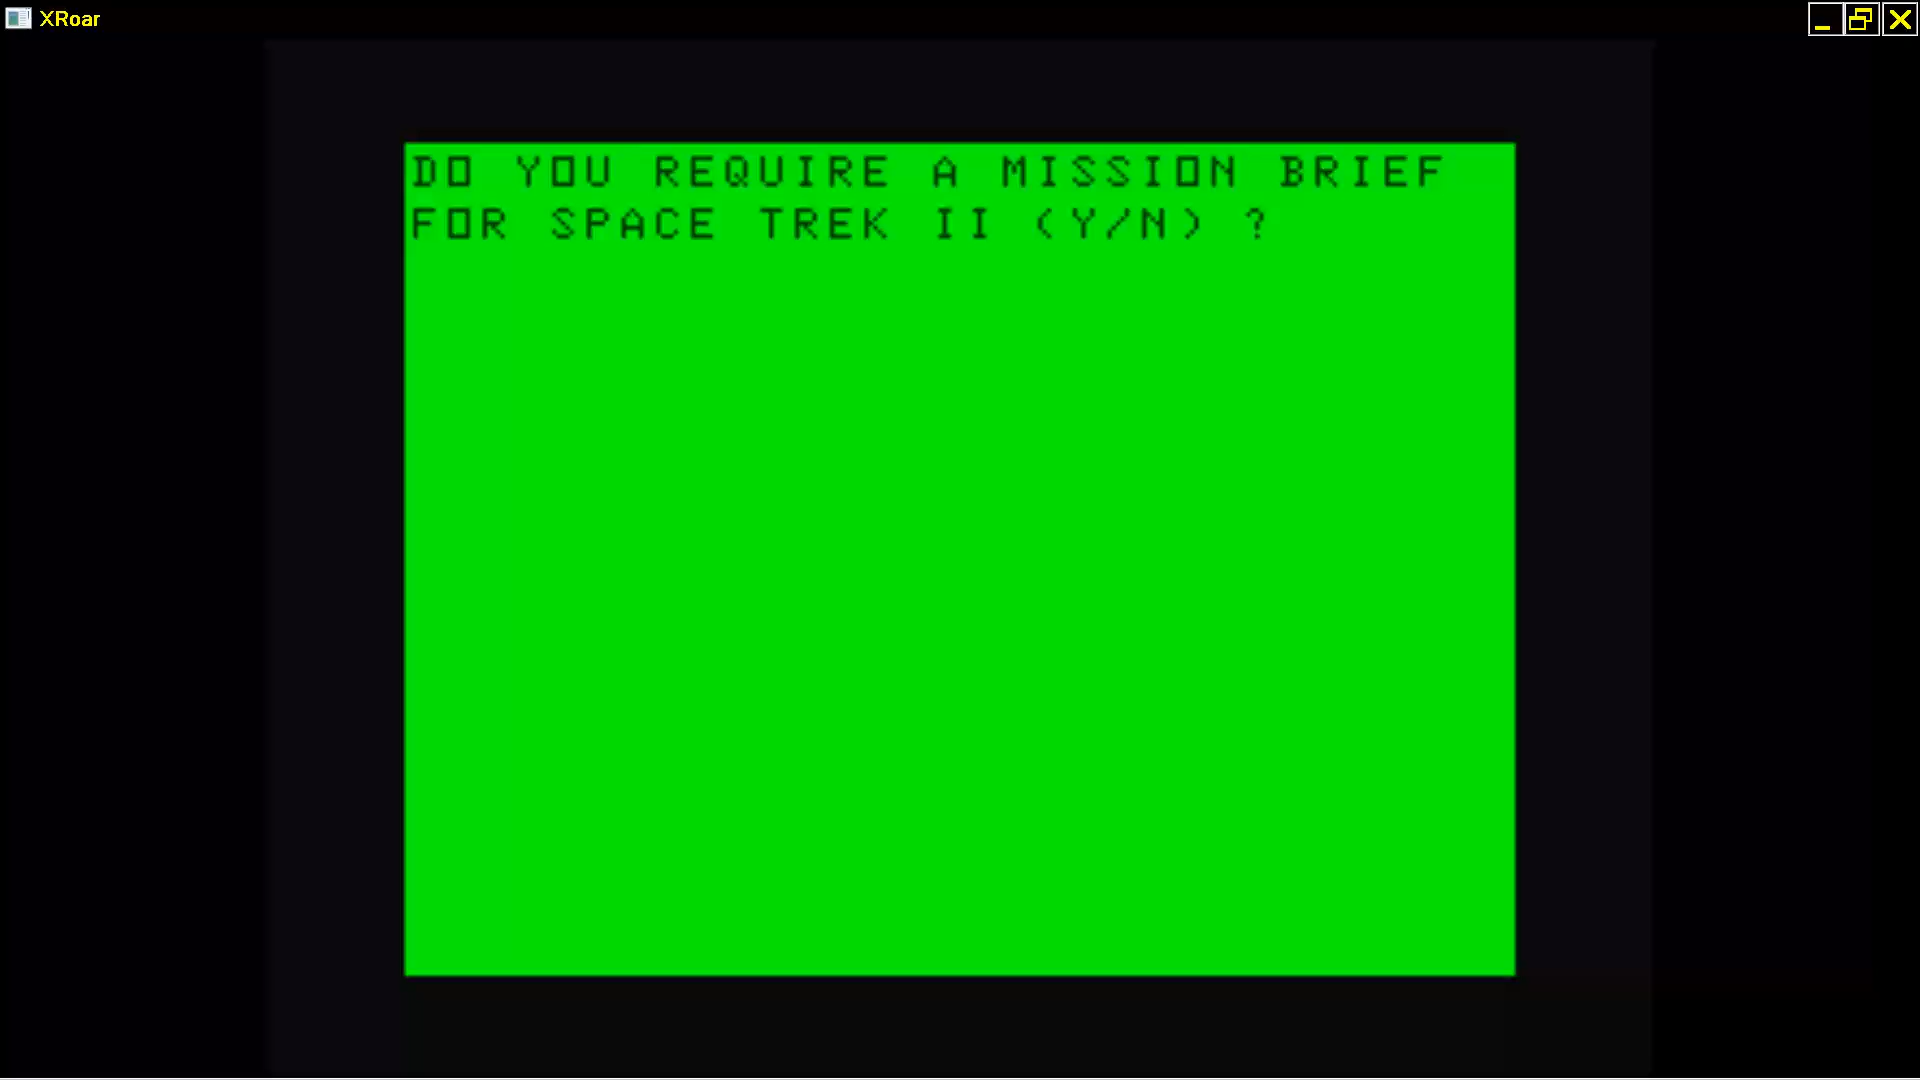 XRoar
DO YOU REQUIRE A MISSION BRIEF
FOR SPACE TREK II (Y/N) ?